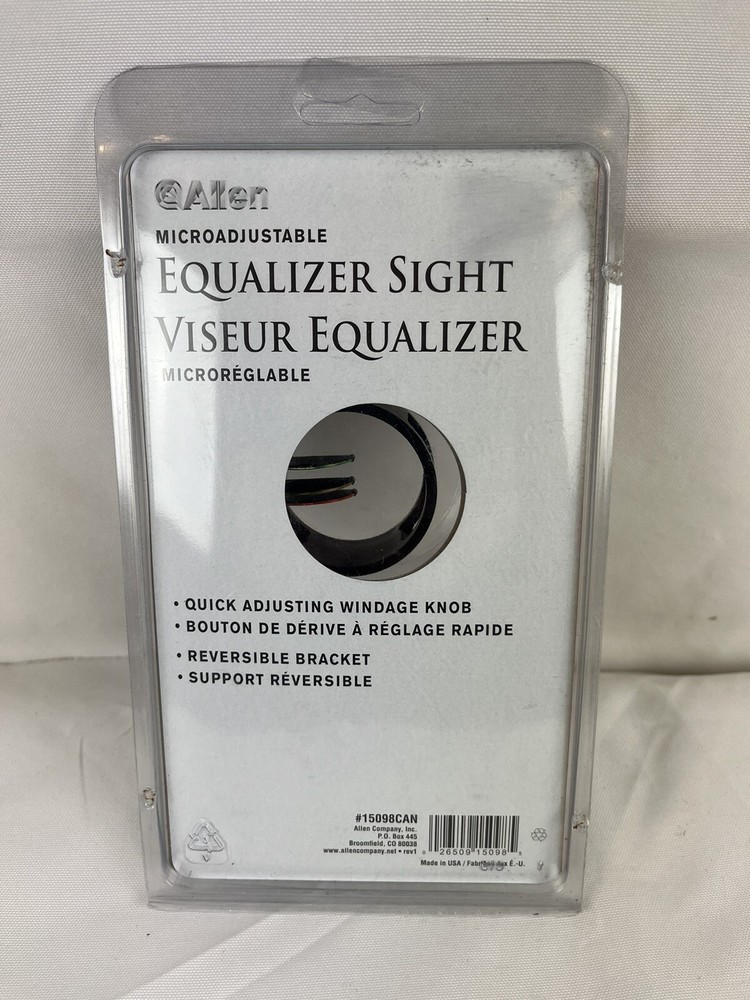 Allen
MICROADJUSTABLE
EQUALIZER SIGHT
VISEUR EQUALIZER
MICRORÉGLABLE
• QUICK ADJUSTING WINDAGE KNOB
• BOUTON DE DÉRIVE À RÉGLAGE RAPIDE
• REVERSIBLE BRACKET
• SUPPORT RÉVERSIBLE
#15098CAN
Allen Company, Inc.
P.O. Box 445
Broomfield, CO 80038
www.allencompany.net • rev1
0 26509 15098 5
Made in USA / É.-U.